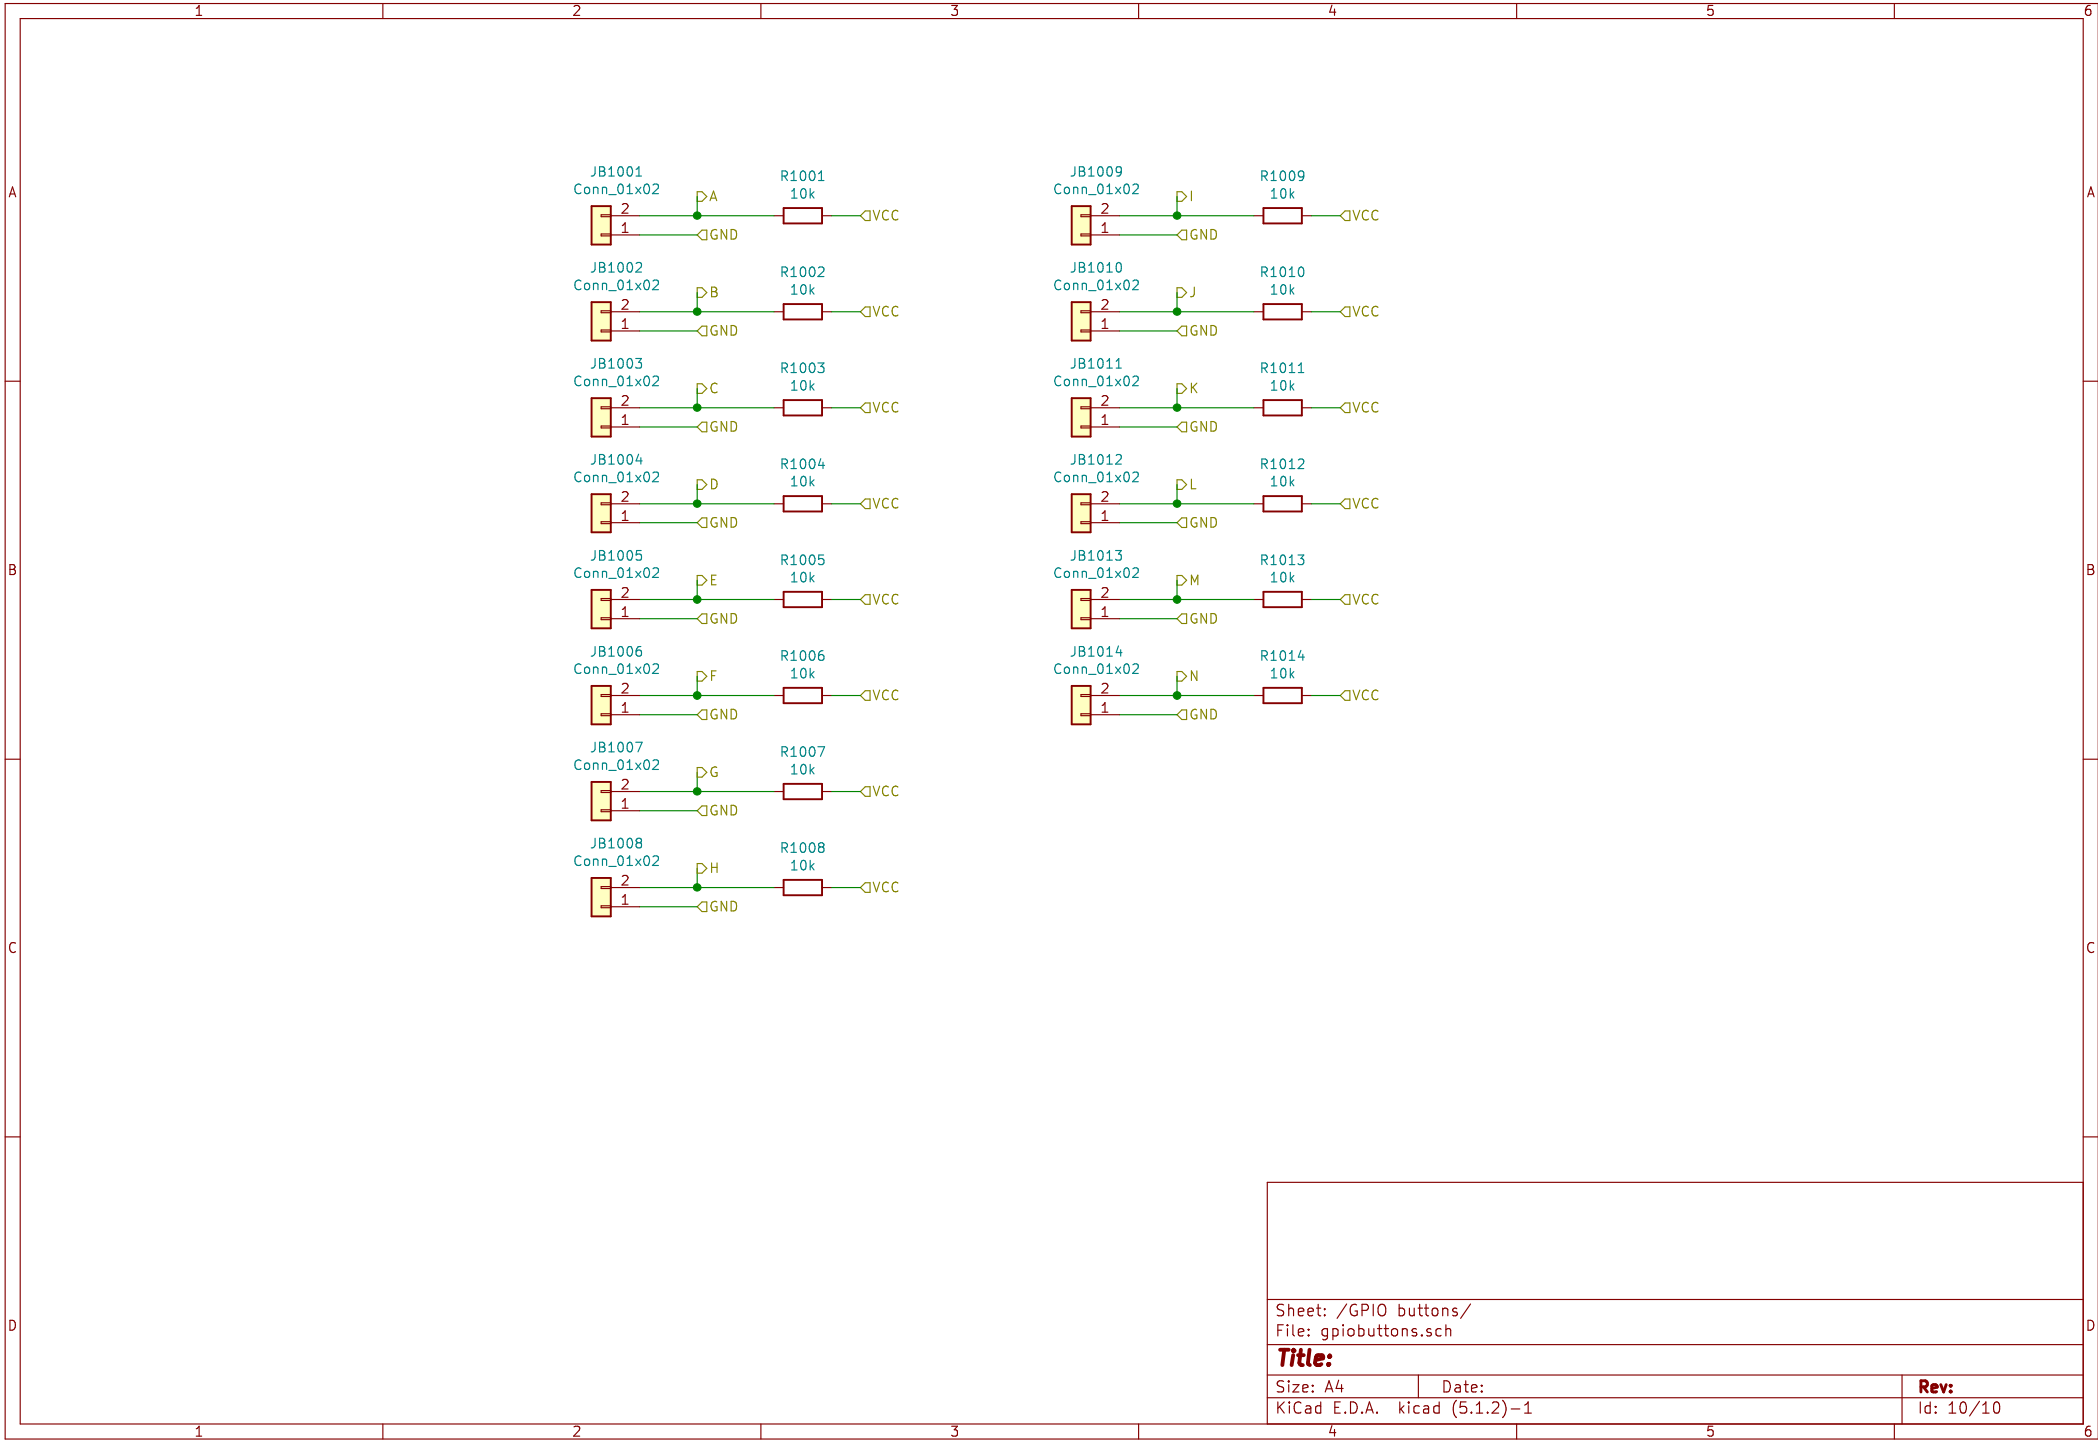 1 2 3 4 5 6
A A
B B
C C
D D
JB1001
Conn_01x02
2
1
A
GND
R1001
10k
VCC
JB1002
Conn_01x02
2
1
B
GND
R1002
10k
VCC
JB1003
Conn_01x02
2
1
C
GND
R1003
10k
VCC
JB1004
Conn_01x02
2
1
D
GND
R1004
10k
VCC
JB1005
Conn_01x02
2
1
E
GND
R1005
10k
VCC
JB1006
Conn_01x02
2
1
F
GND
R1006
10k
VCC
JB1007
Conn_01x02
2
1
G
GND
R1007
10k
VCC
JB1008
Conn_01x02
2
1
H
GND
R1008
10k
VCC
JB1009
Conn_01x02
2
1
I
GND
R1009
10k
VCC
JB1010
Conn_01x02
2
1
J
GND
R1010
10k
VCC
JB1011
Conn_01x02
2
1
K
GND
R1011
10k
VCC
JB1012
Conn_01x02
2
1
L
GND
R1012
10k
VCC
JB1013
Conn_01x02
2
1
M
GND
R1013
10k
VCC
JB1014
Conn_01x02
2
1
N
GND
R1014
10k
VCC
Sheet: /GPIO buttons/
File: gpiobuttons.sch
Title:
Size: A4 Date: Rev:
KiCad E.D.A. kicad (5.1.2)-1 Id: 10/10
1 2 3 4 5 6